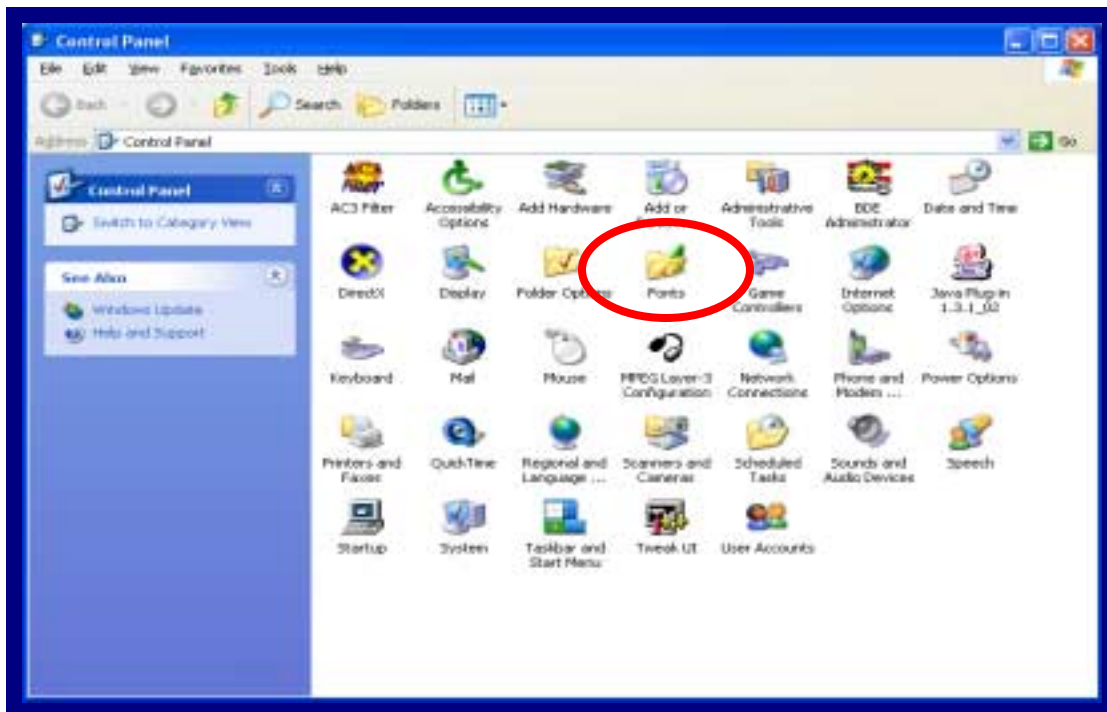 Control Panel
File Edit View Favorites Tools Help
Back Search Folders
Address Control Panel Go
Control Panel
Switch to Category View
See Also
Windows Update
Help and Support
AC3 Filter
Accessibility
Options
Add Hardware
Add or
Administrative
Tools
BDE
Administrator
Date and Time
DirectX
Display
Folder Options
Fonts
Game
Controllers
Internet
Options
Java Plug-in
1.3.1_02
Keyboard
Mail
Mouse
MPEG Layer-3
Configuration
Network
Connections
Phone and
Modem ...
Power Options
Printers and
Faxes
QuickTime
Regional and
Language ...
Scanners and
Cameras
Scheduled
Tasks
Sounds and
Audio Devices
Speech
Startup
System
Taskbar and
Start Menu
Tweak UI
User Accounts